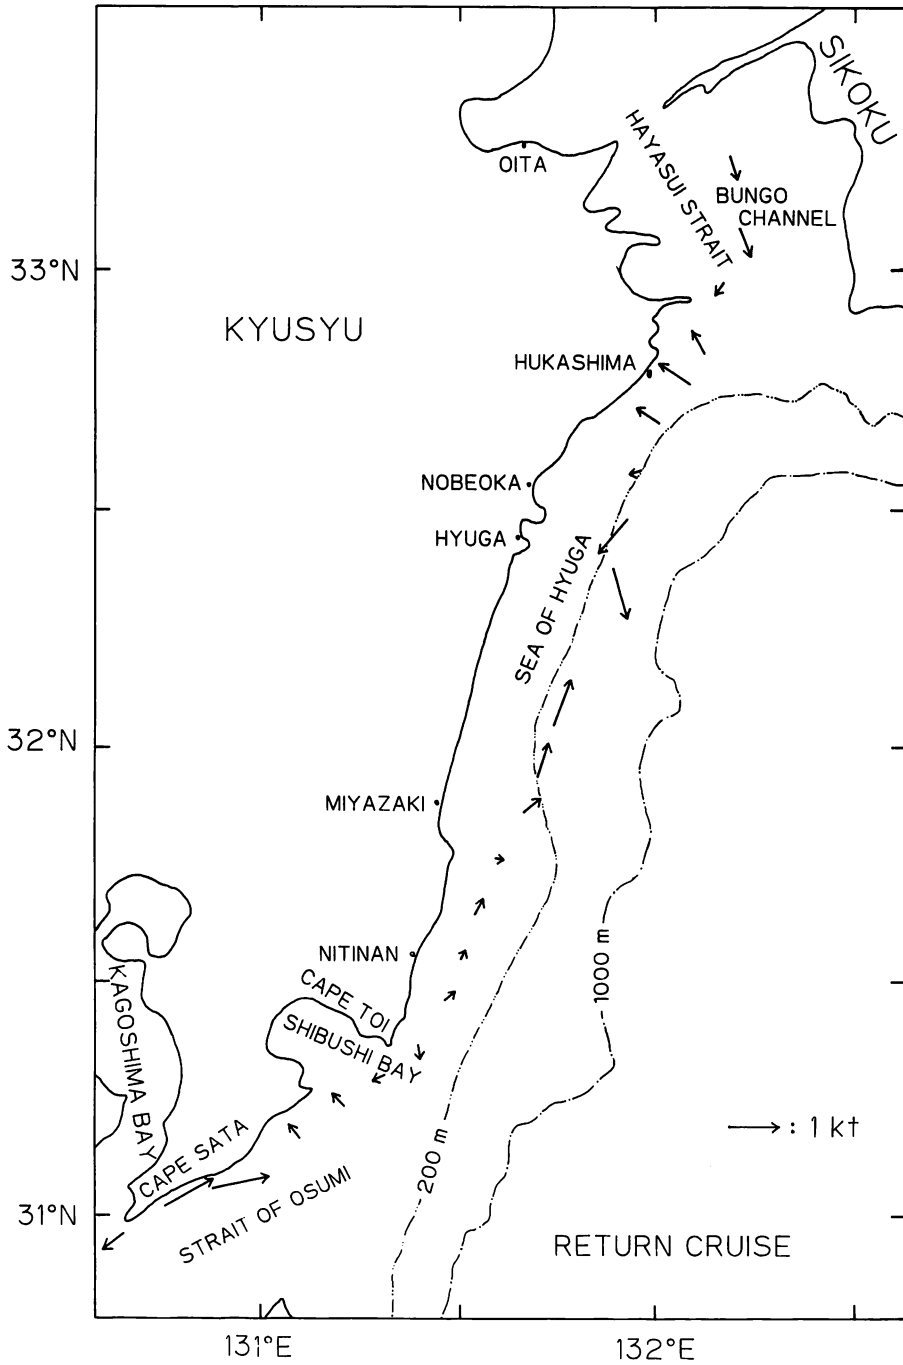 SIKOKU
HAYASUI STRAIT
OITA
BUNGO
CHANNEL
33°N
KYUSYU
HUKASHIMA
NOBEOKA
HYUGA
SEA OF HYUGA
32°N
MIYAZAKI
NITINAN
1000 m
CAPE TOI
KAGOSHIMA BAY
SHIBUSHI BAY
200 m
: 1 kt
CAPE SATA
STRAIT OF OSUMI
31°N
RETURN CRUISE
131°E
132°E